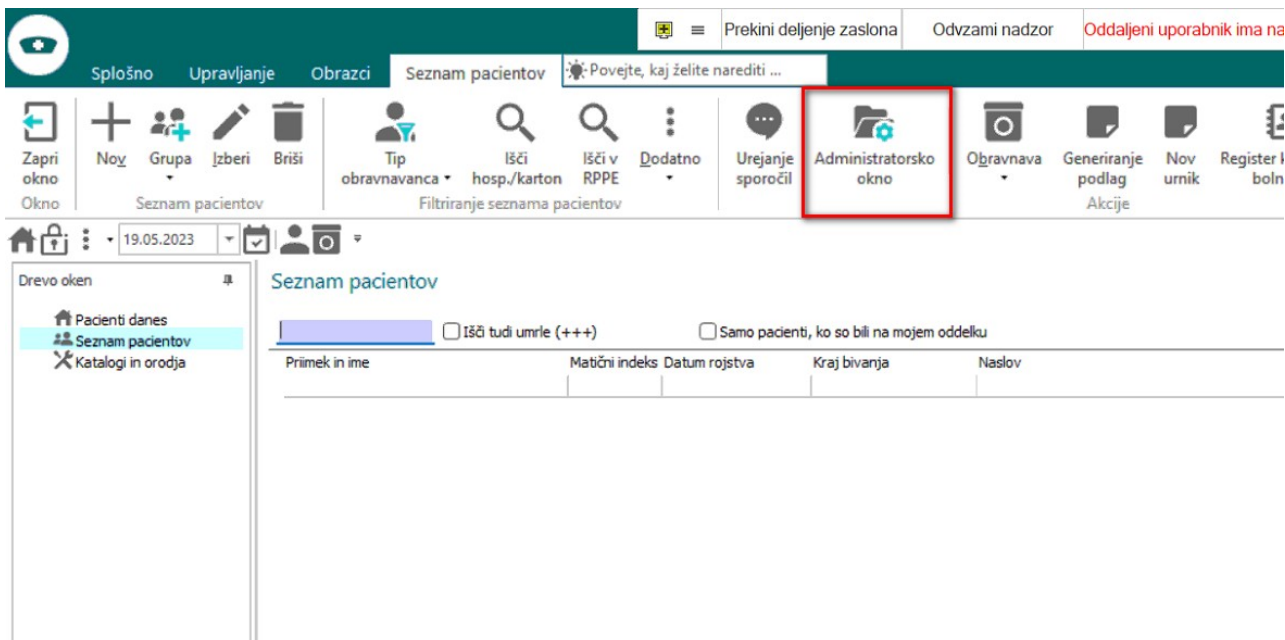 Prekini deljenje zaslona Odvzami nadzor Oddaljeni uporabnik ima
Splošno Upravljanje Obrazci Seznam pacientov Povejte, kaj želite narediti ...
Zapri okno
Nov
Grupa
Izberi
Briši
Tip obravnavanca
Išči hosp./karton
Išči v RPPE
Dodatno
Urejanje sporočil
Administratorsko okno
Obravnava
Generiranje podlag
Nov urnik
Register
Okno Seznam pacientov Filtriranje seznama pacientov Akcije
19.05.2023
Drevo oken
Pacienti danes
Seznam pacientov
Katalogi in orodja
Seznam pacientov
Išči tudi umrle (+++) Samo pacienti, ko so bili na mojem oddelku
Priimek in ime Matični indeks Datum rojstva Kraj bivanja Naslov